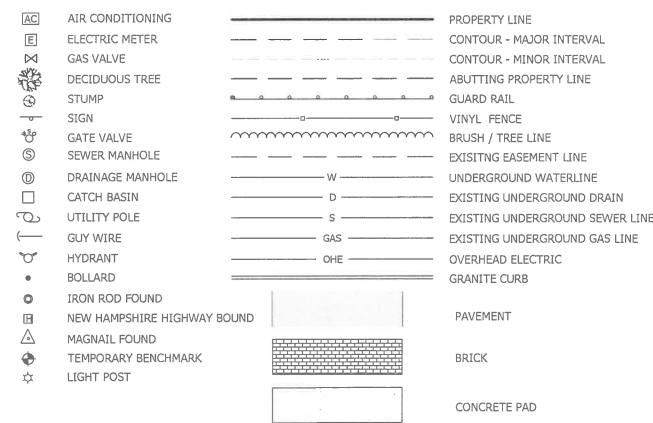 AC AIR CONDITIONING
E ELECTRIC METER
GAS VALVE
DECIDUOUS TREE
STUMP
SIGN
GATE VALVE
S SEWER MANHOLE
D DRAINAGE MANHOLE
CATCH BASIN
UTILITY POLE
GUY WIRE
HYDRANT
BOLLARD
IRON ROD FOUND
H NEW HAMPSHIRE HIGHWAY BOUND
MAGNAIL FOUND
TEMPORARY BENCHMARK
LIGHT POST
PROPERTY LINE
CONTOUR - MAJOR INTERVAL
CONTOUR - MINOR INTERVAL
ABUTTING PROPERTY LINE
GUARD RAIL
VINYL FENCE
BRUSH / TREE LINE
EXISITNG EASEMENT LINE
W UNDERGROUND WATERLINE
D EXISTING UNDERGROUND DRAIN
S EXISTING UNDERGROUND SEWER LINE
GAS EXISTING UNDERGROUND GAS LINE
OHE OVERHEAD ELECTRIC
GRANITE CURB
PAVEMENT
BRICK
CONCRETE PAD